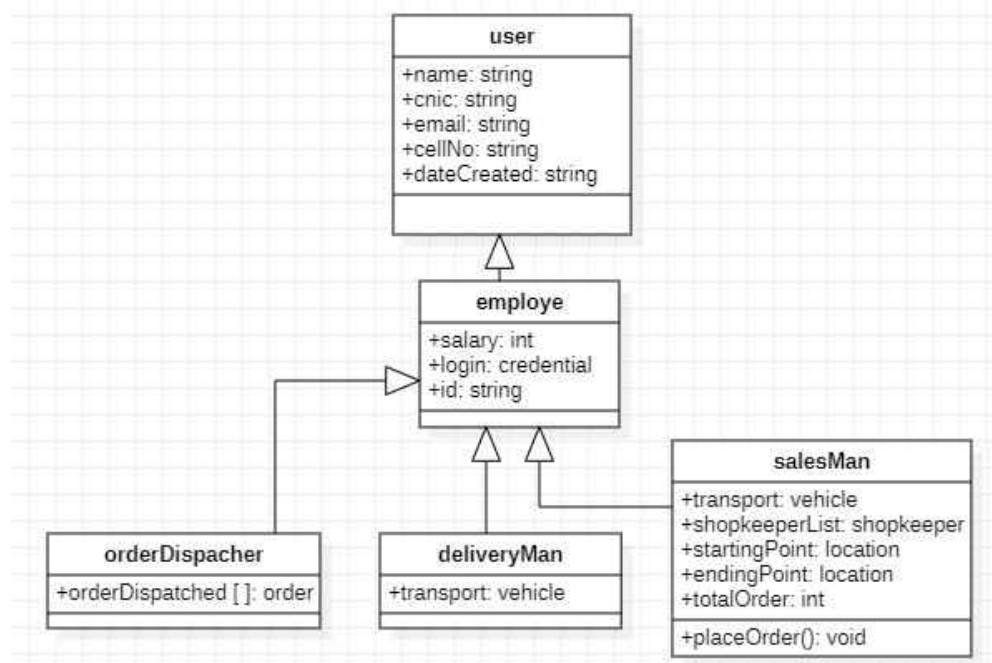 user
+name: string
+cnic: string
+email: string
+cellNo: string
+dateCreated: string
employe
+salary: int
+login: credential
+id: string
orderDispacher
+orderDispatched [ ]: order
deliveryMan
+transport: vehicle
salesMan
+transport: vehicle
+shopkeeperList: shopkeeper
+startingPoint: location
+endingPoint: location
+totalOrder: int
+placeOrder(): void